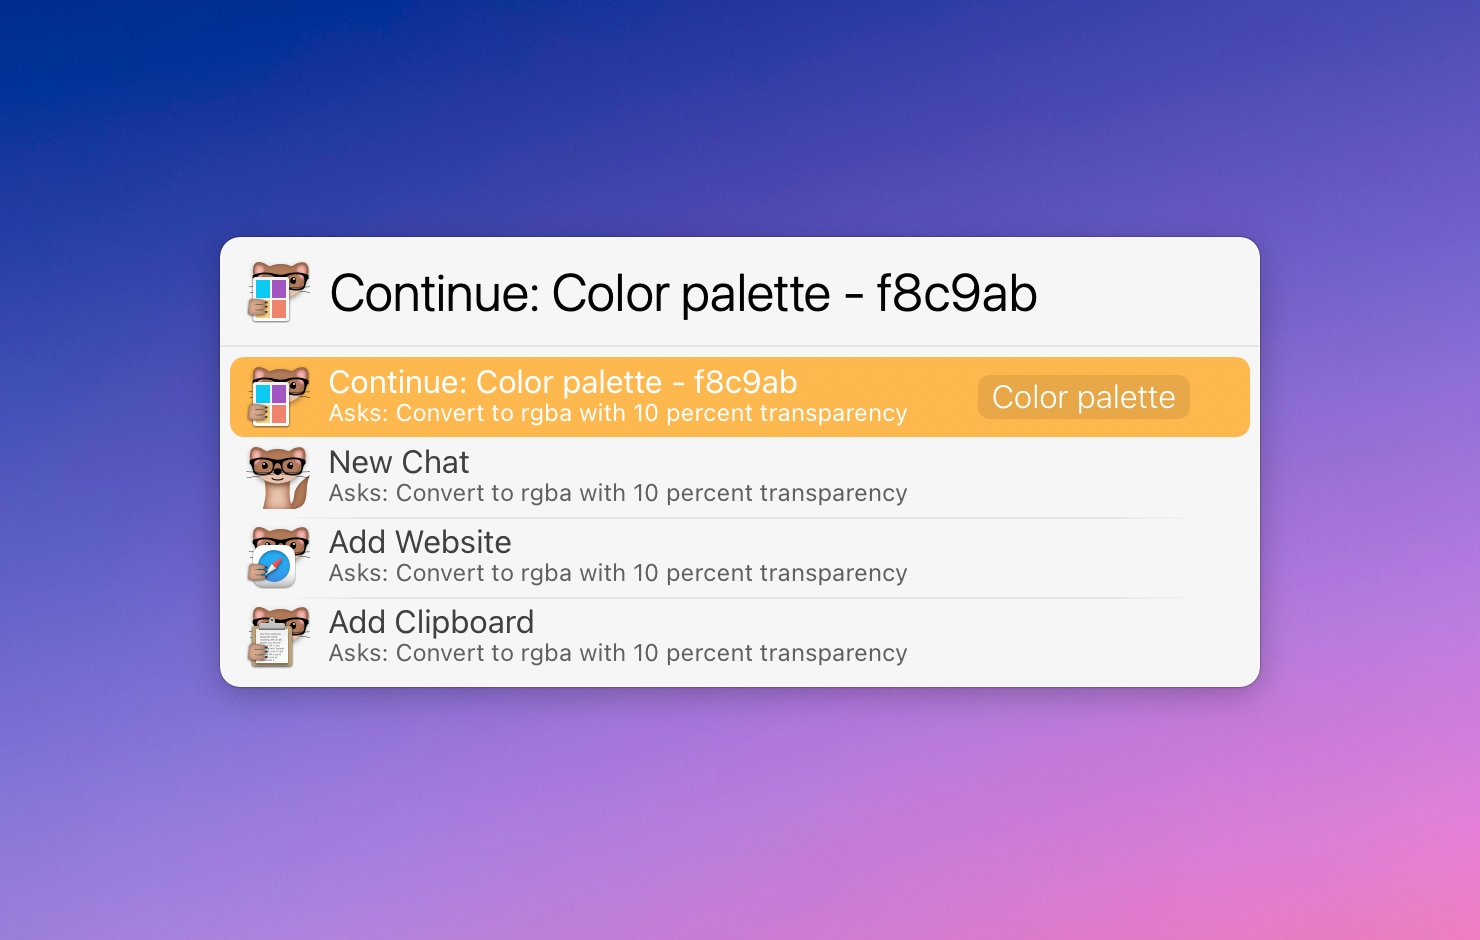 Continue: Color palette - f8c9ab
Continue: Color palette - f8c9ab
Asks: Convert to rgba with 10 percent transparency
Color palette
New Chat
Asks: Convert to rgba with 10 percent transparency
Add Website
Asks: Convert to rgba with 10 percent transparency
Add Clipboard
Asks: Convert to rgba with 10 percent transparency